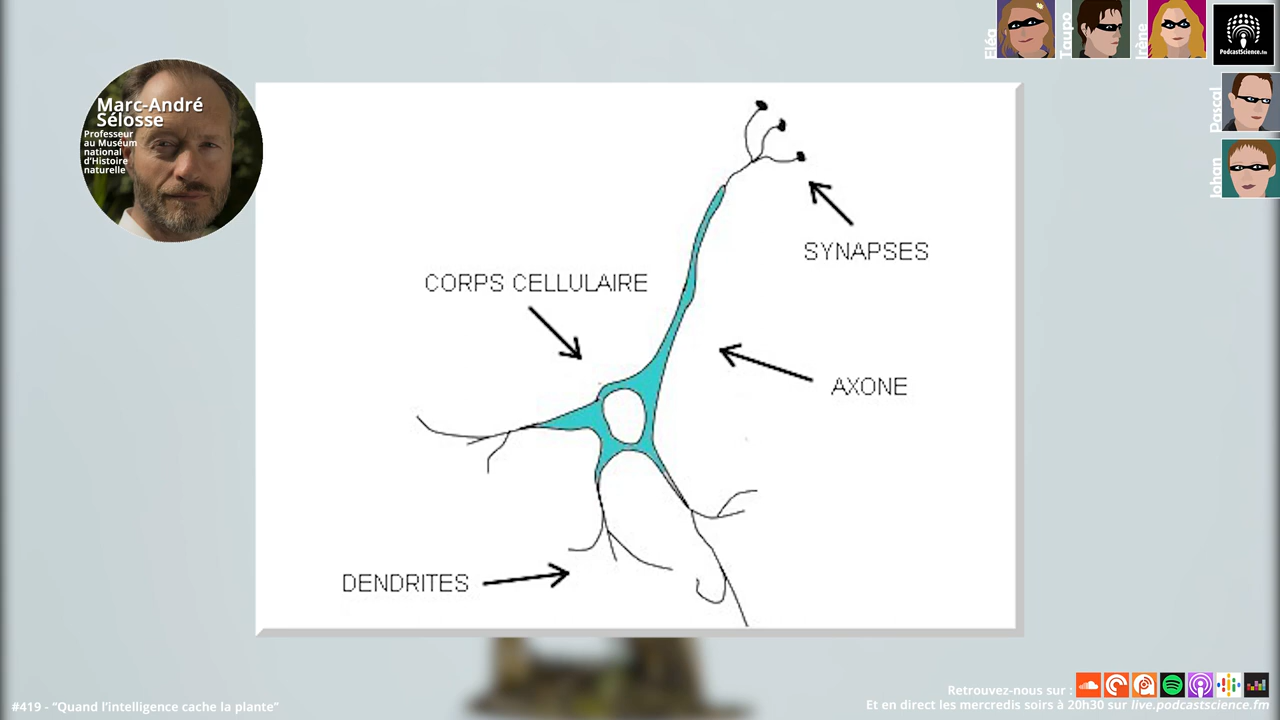 Marc-André
Sélosse
Professeur
au Muséum
national
d'Histoire
naturelle
Eléa
Taupo
Irène
PodcastScience.fm
Pascal
Johan
SYNAPSES
CORPS CELLULAIRE
AXONE
DENDRITES
#419 - "Quand l'intelligence cache la plante"
Retrouvez-nous sur :
Et en direct les mercredis soirs à 20h30 sur live.podcastscience.fm